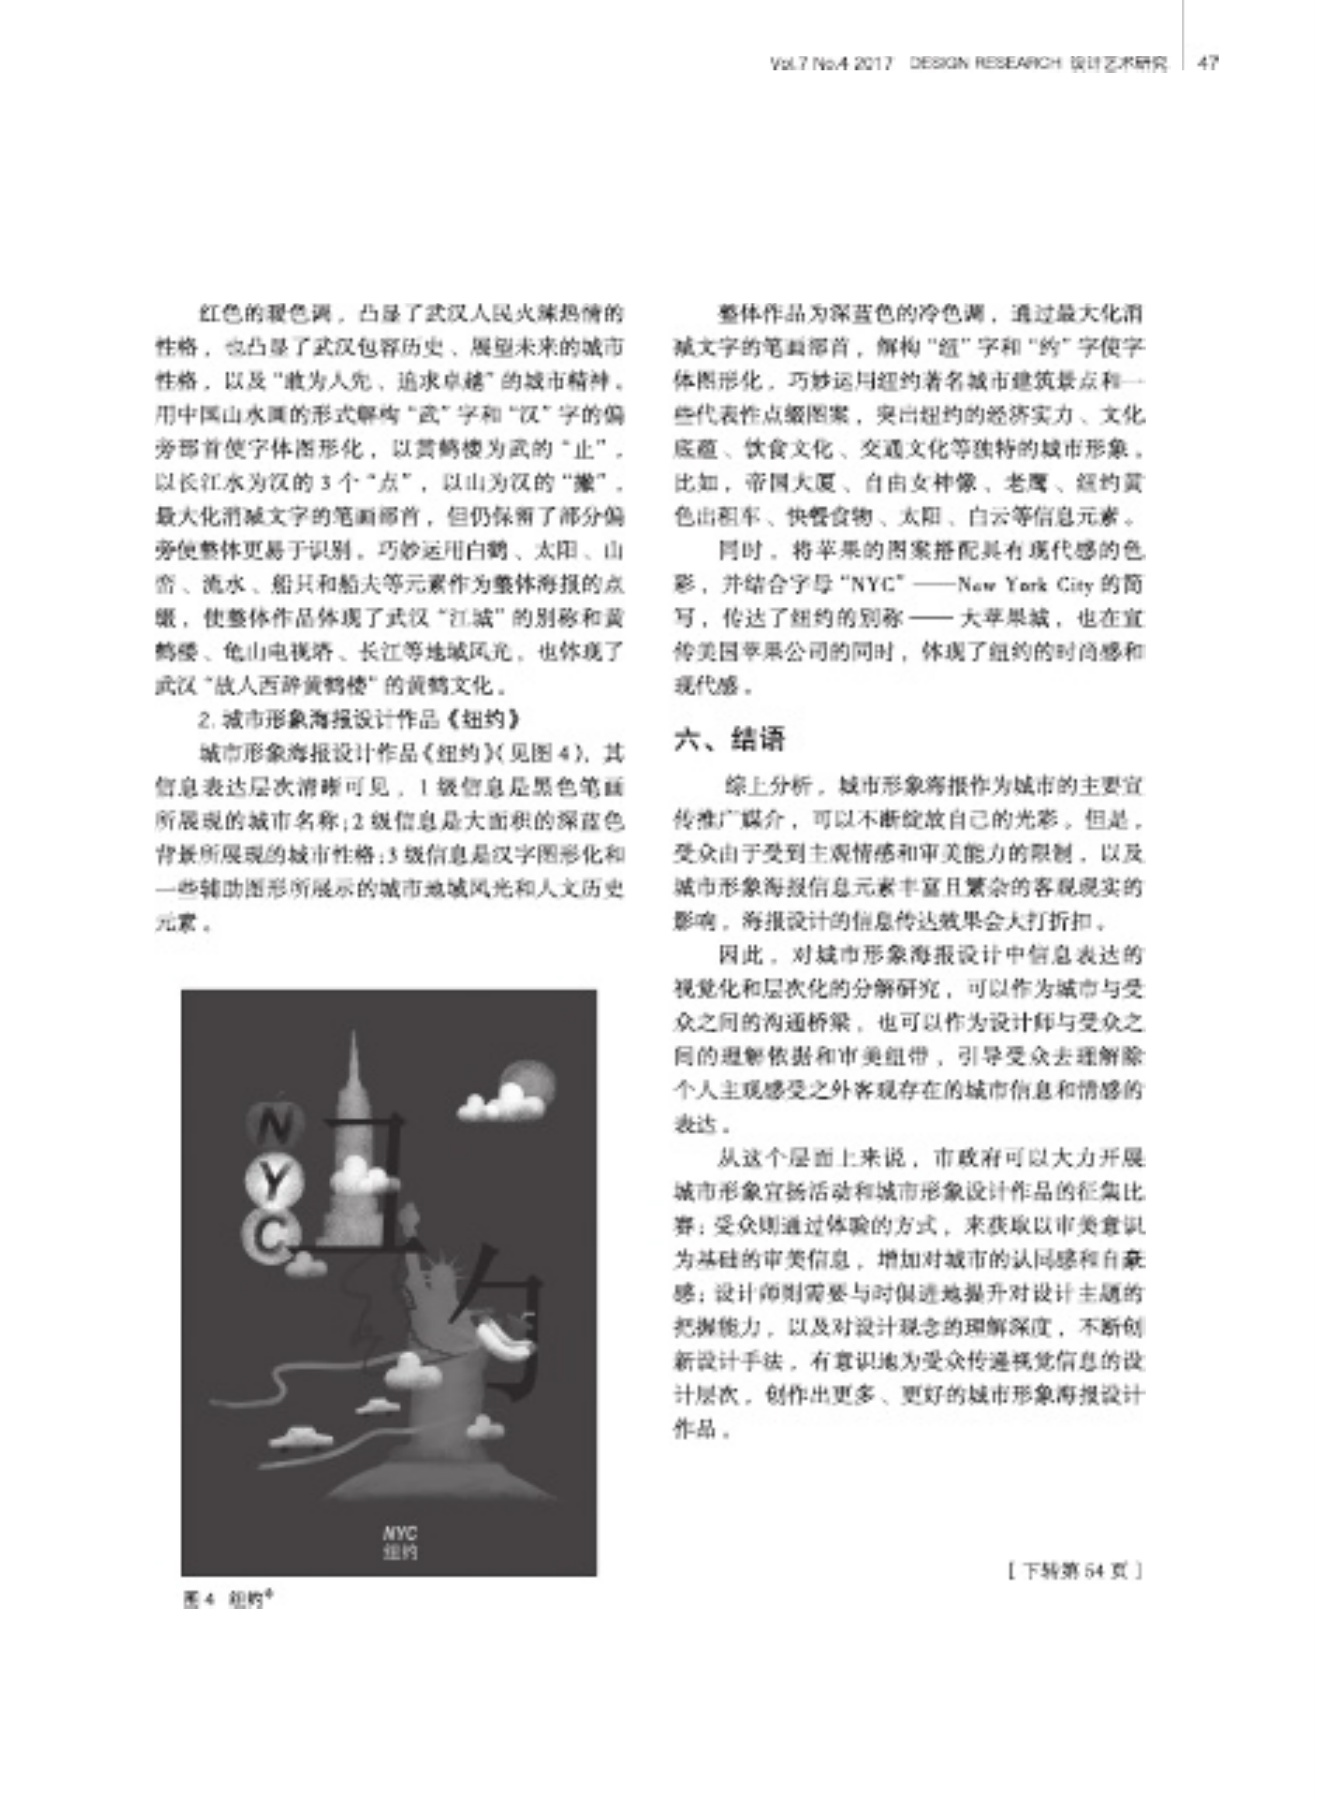 Vol.7 No.4 2017 DESIGN RESEARCH 设计艺术研究 47
红色的暖色调，凸显了武汉人民火辣热情的
性格，也凸显了武汉包容历史、展望未来的城市
性格，以及“敢为人先、追求卓越”的城市精神。
用中国山水画的形式解构“武”字和“汉”字的偏
旁部首使字体图形化，以黄鹤楼为武的“止”，
以长江水为汉的3个“点”，以山为汉的“撇”，
最大化消减文字的笔画部首，但仍保留了部分偏
旁使整体更易于识别，巧妙运用白鹤、太阳、山
峦、流水、船只和船夫等元素作为整体海报的点
缀，使整体作品体现了武汉“江城”的别称和黄
鹤楼、龟山电视塔、长江等地域风光，也体现了
武汉“故人西辞黄鹤楼”的黄鹤文化。
2. 城市形象海报设计作品《纽约》
城市形象海报设计作品《纽约》（见图4），其
信息表达层次清晰可见，1级信息是黑色笔画
所展现的城市名称；2级信息是大面积的深蓝色
背景所展现的城市性格；3级信息是汉字图形化和
一些辅助图形所展示的城市地域风光和人文历史
元素。
N
Y
C
NYC
纽约
图4 纽约
整体作品为深蓝色的冷色调，通过最大化消
减文字的笔画部首，解构“纽”字和“约”字使字
体图形化，巧妙运用纽约著名城市建筑景点和一
些代表性点缀图案，突出纽约的经济实力、文化
底蕴、饮食文化、交通文化等独特的城市形象。
比如，帝国大厦、自由女神像、老鹰、纽约黄
色出租车、快餐食物、太阳、白云等信息元素。
同时，将苹果的图案搭配具有现代感的色
彩，并结合字母“NYC”——New York City的简
写，传达了纽约的别称——大苹果城，也在宣
传美国苹果公司的同时，体现了纽约的时尚感和
现代感。
六、结语
综上分析，城市形象海报作为城市的主要宣
传推广媒介，可以不断绽放自己的光彩。但是，
受众由于受到主观情感和审美能力的限制，以及
城市形象海报信息元素丰富且繁杂的客观现实的
影响，海报设计的信息传达效果会大打折扣。
因此，对城市形象海报设计中信息表达的
视觉化和层次化的分解研究，可以作为城市与受
众之间的沟通桥梁，也可以作为设计师与受众之
间的理解依据和审美纽带，引导受众去理解除
个人主观感受之外客观存在的城市信息和情感的
表达。
从这个层面上来说，市政府可以大力开展
城市形象宣扬活动和城市形象设计作品的征集比
赛；受众则通过体验的方式，来获取以审美意识
为基础的审美信息，增加对城市的认同感和自豪
感；设计师则需要与时俱进地提升对设计主题的
把握能力，以及对设计观念的理解深度，不断创
新设计手法，有意识地为受众传递视觉信息的设
计层次，创作出更多、更好的城市形象海报设计
作品。
[ 下转第54页 ]